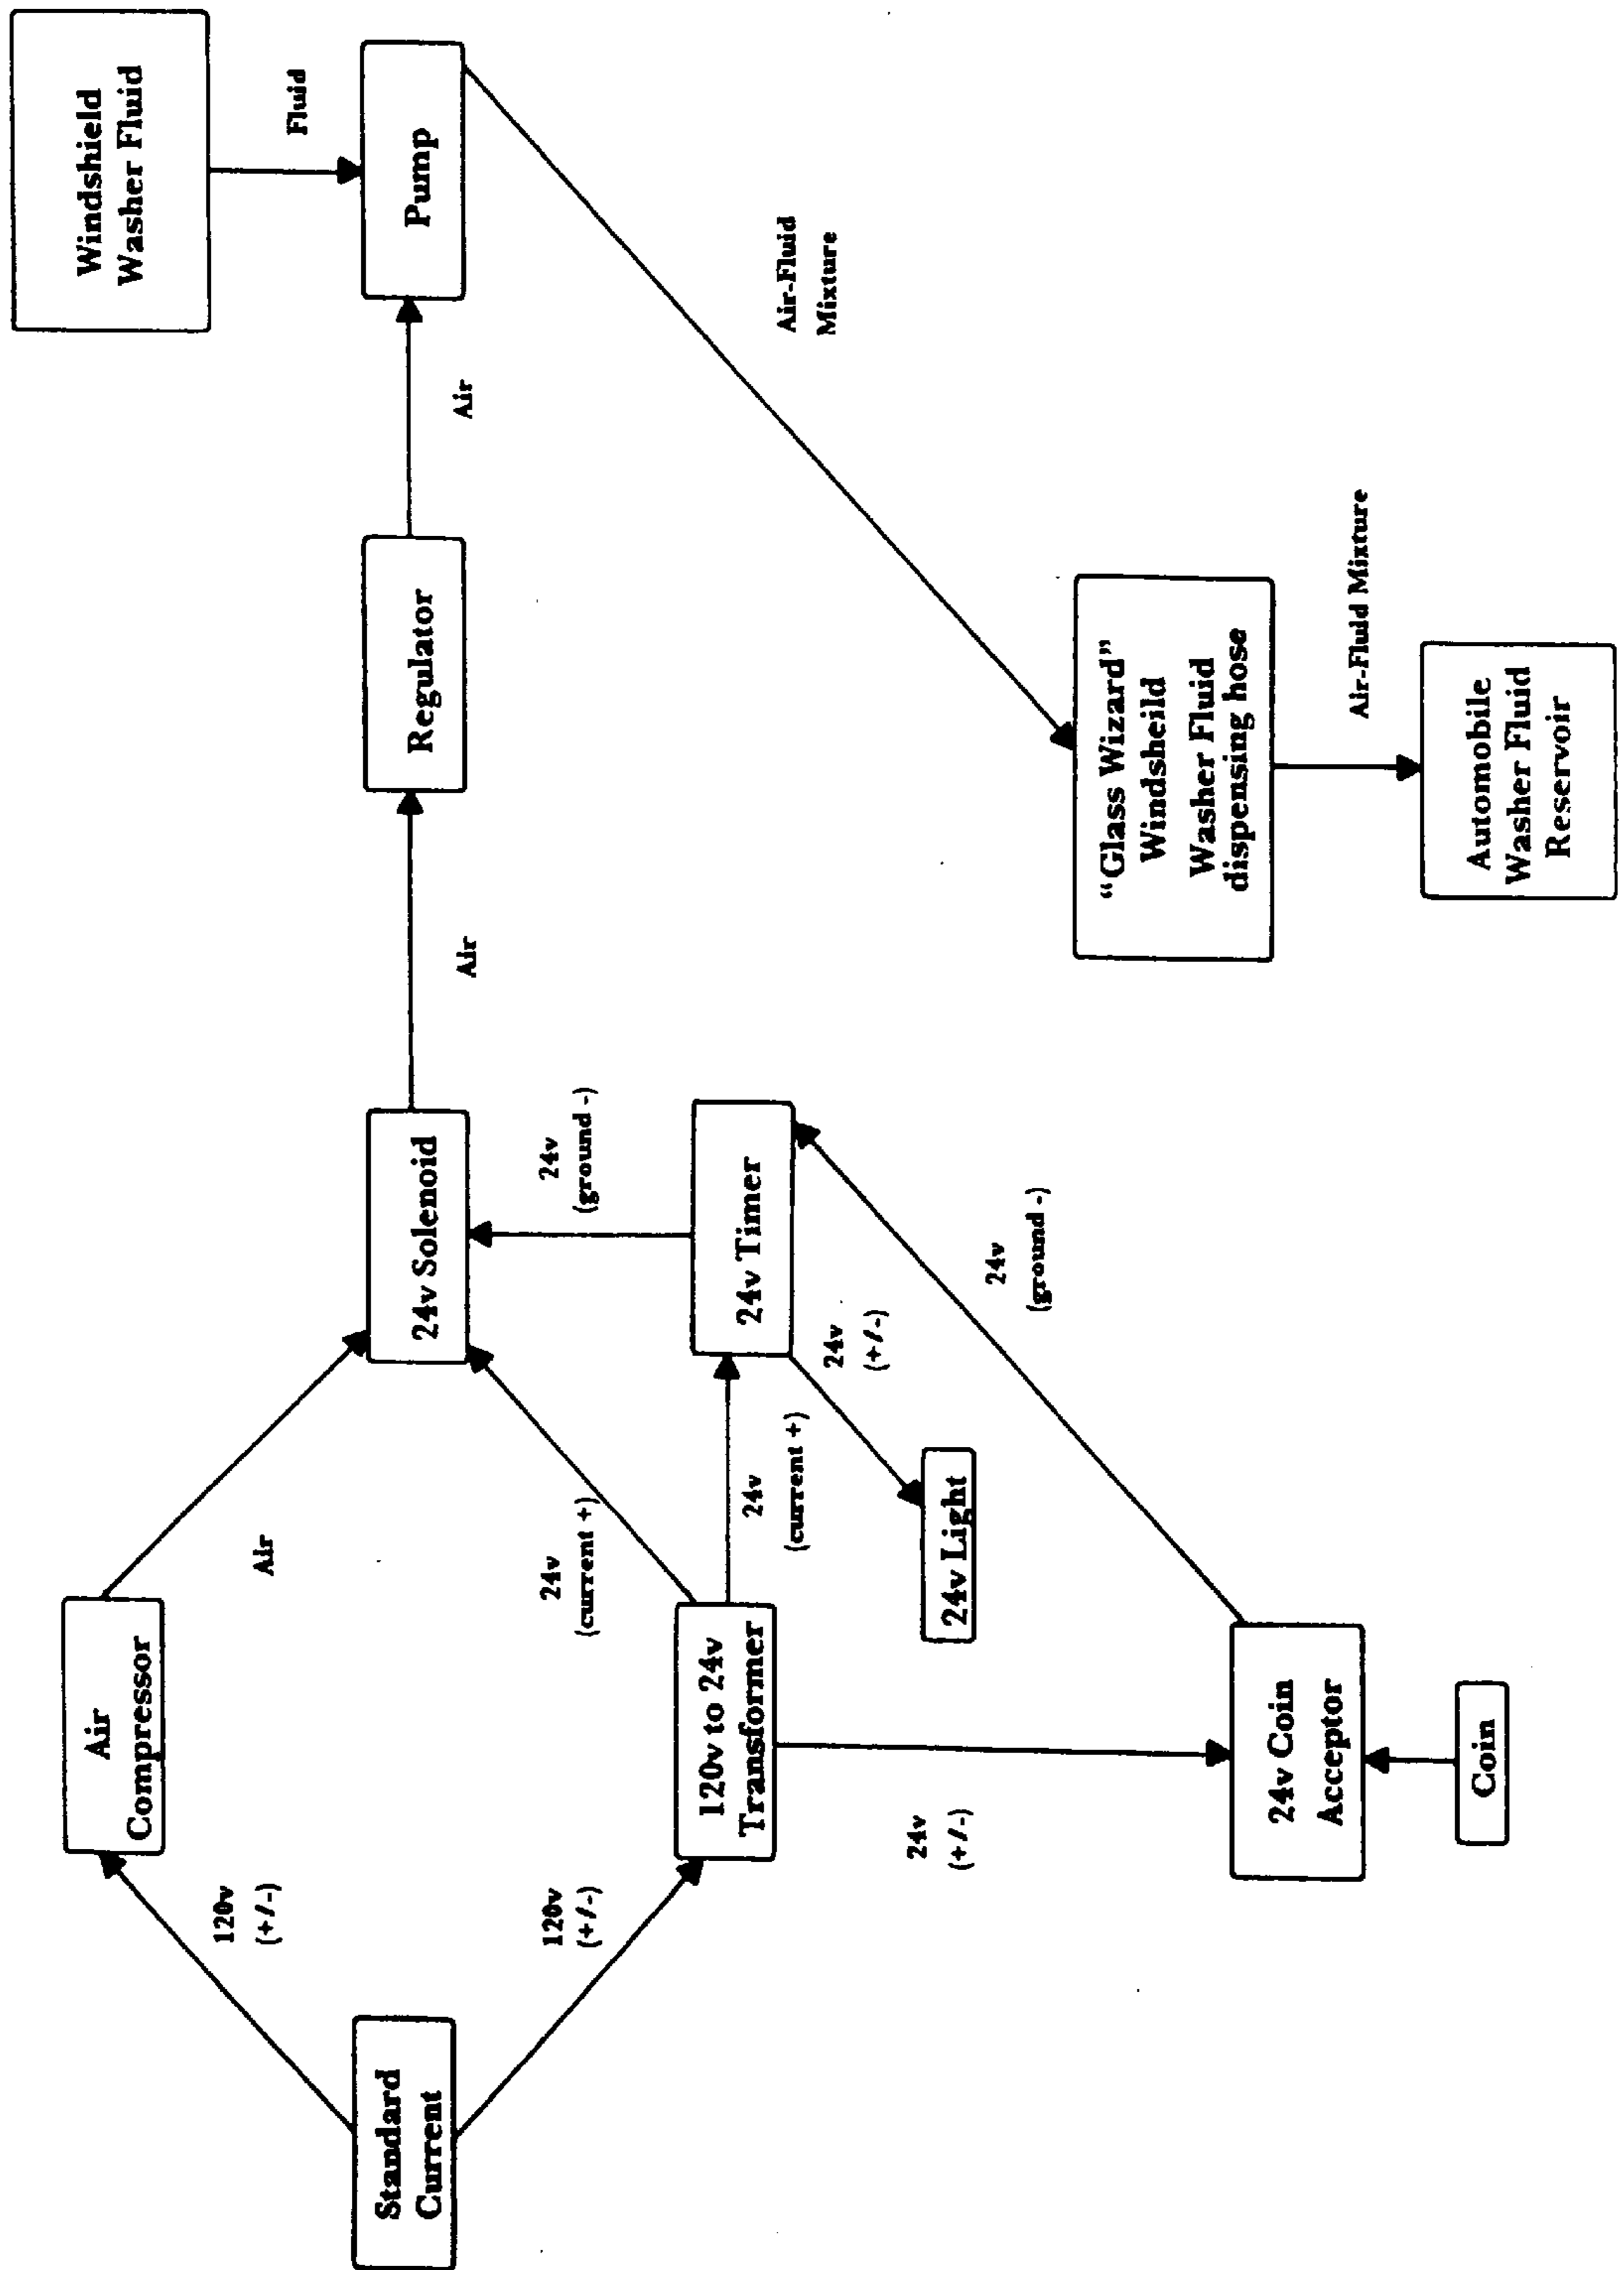 Windshield
Washer Fluid
Fluid
Pump
Air
Regulator
Air
24v Solenoid
Air
Air
Compressor
120v
(+/-)
Standard
Current
120v
(+/-)
120v to 24v
Transformer
24v
(current +)
24v
(current +)
24v
(ground -)
24v Timer
24v
(+/-)
24v Light
24v
(ground -)
24v
(+/-)
24v Coin
Acceptor
Coin
Air-Fluid
Mixture
“Glass Wizard”
Windsheild
Washer Fluid
dispensing hose
Air-Fluid Mixture
Automobile
Washer Fluid
Reservoir